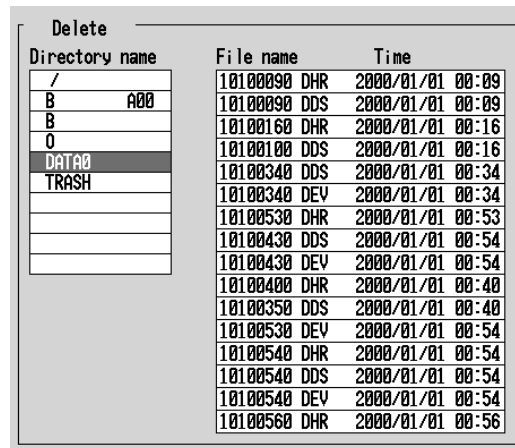 Delete
Directory name
/
B A00
B
O
DATA0
TRASH
File name Time
10100090 DHR 2000/01/01 00:09
10100090 DDS 2000/01/01 00:09
10100160 DHR 2000/01/01 00:16
10100100 DDS 2000/01/01 00:16
10100340 DDS 2000/01/01 00:34
10100340 DEV 2000/01/01 00:34
10100530 DHR 2000/01/01 00:53
10100430 DDS 2000/01/01 00:54
10100430 DEV 2000/01/01 00:54
10100400 DHR 2000/01/01 00:40
10100350 DDS 2000/01/01 00:40
10100530 DEV 2000/01/01 00:54
10100540 DHR 2000/01/01 00:54
10100540 DDS 2000/01/01 00:54
10100540 DEV 2000/01/01 00:54
10100560 DHR 2000/01/01 00:56